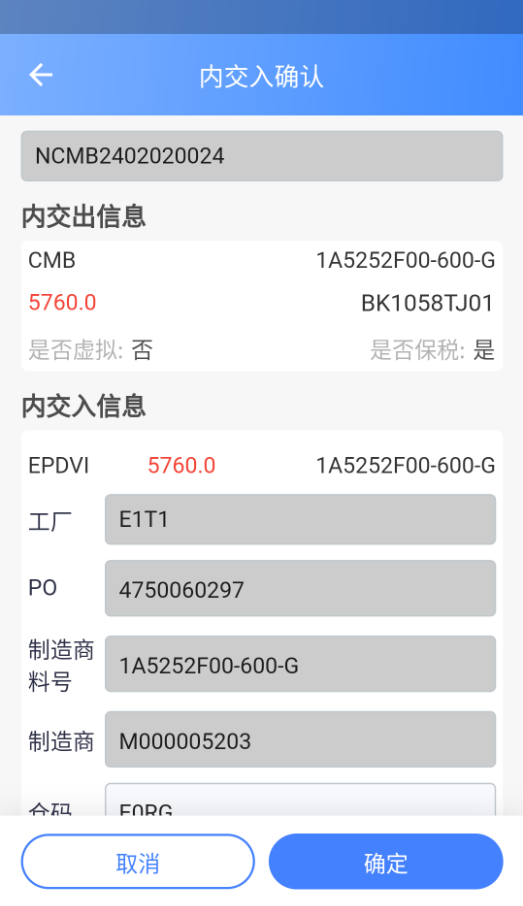 内交入确认
NCMB2402020024
内交出信息
CMB 1A5252F00-600-G
5760.0 BK1058TJ01
是否虚拟: 否 是否保税: 是
内交入信息
EPDVI 5760.0 1A5252F00-600-G
工厂 E1T1
PO 4750060297
制造商
料号 1A5252F00-600-G
制造商 M000005203
仓码 E0RG
取消 确定